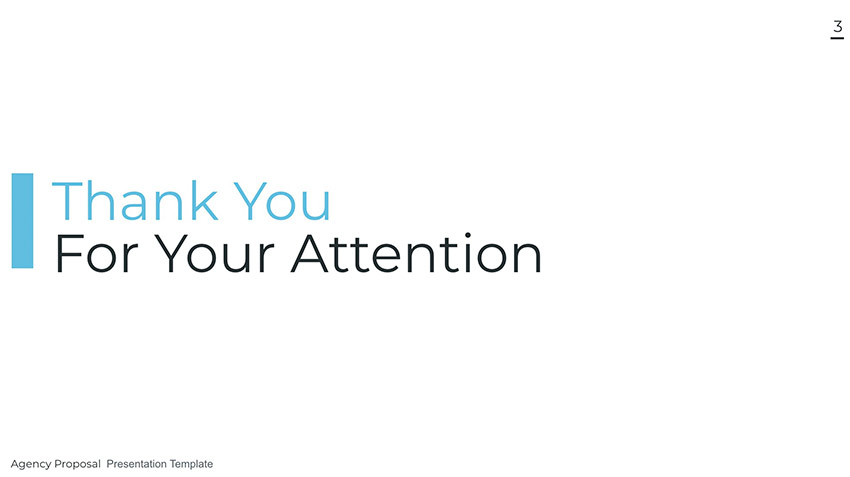 3
Thank You
For Your Attention
Agency Proposal Presentation Template